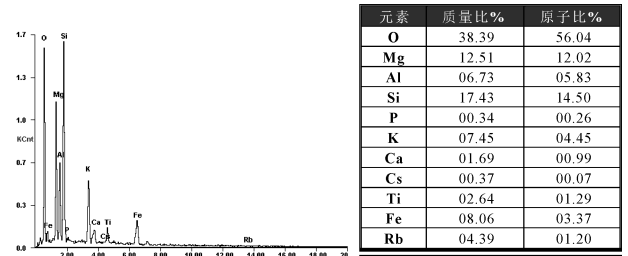 1.7
1.3
1.0
KCnt
0.7
0.3
0.0
O
Si
Mg
Al
Fe
P
K
Ca
Cs
Ti
Fe
Rb
2.00 4.00 6.00 8.00 10.00 12.00 14.00 16.00 18.00 20
元素 质量比% 原子比%
O 38.39 56.04
Mg 12.51 12.02
Al 06.73 05.83
Si 17.43 14.50
P 00.34 00.26
K 07.45 04.45
Ca 01.69 00.99
Cs 00.37 00.07
Ti 02.64 01.29
Fe 08.06 03.37
Rb 04.39 01.20